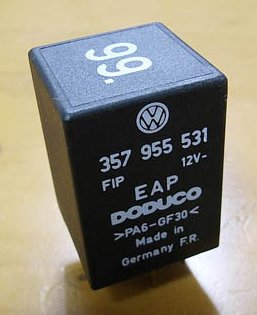 99.
357 955 531
FIP 12V-
EAP
DODUCO
>PA6-GF30<
Made in
Germany F.R.